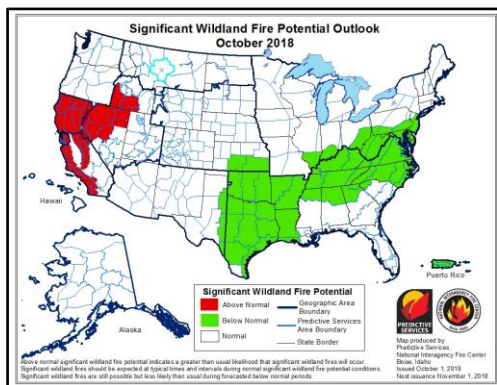 Significant Wildland Fire Potential Outlook
October 2018
Hawaii
Alaska
Puerto Rico
Significant Wildland Fire Potential
Above Normal
Below Normal
Normal
Geographic Area
Boundary
Predictive Services
Area Boundary
State Border
PREDICTIVE
SERVICES
Map produced by
Predictive Services,
National Interagency Fire Center
Boise, Idaho
Issued October 1, 2018
Next issuance November 1, 2018
Above normal significant wildland fire potential indicates a greater than usual likelihood that significant wildland fires will occur.
Significant wildland fires should be expected at typical times and intervals during normal significant wildland fire potential conditions.
Significant wildland fires are still possible but less likely than usual during forecasted below normal periods.